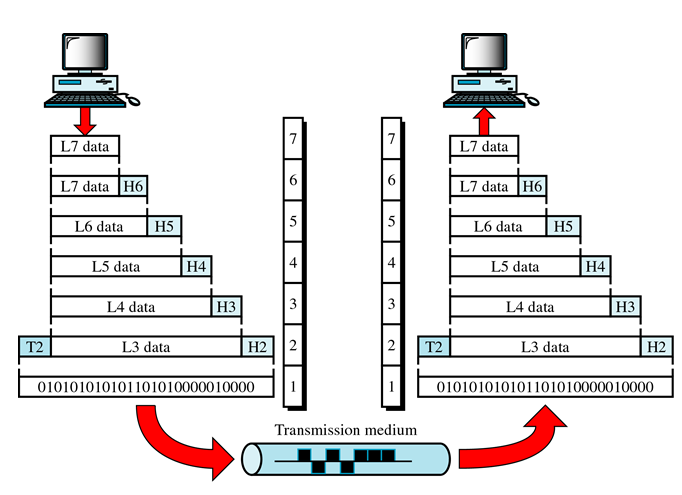 L7 data 7 7 L7 data
L7 data H6 6 6 L7 data H6
L6 data H5 5 5 L6 data H5
L5 data H4 4 4 L5 data H4
L4 data H3 3 3 L4 data H3
T2 L3 data H2 2 2 T2 L3 data H2
010101010101101010000010000 1 1 010101010101101010000010000
Transmission medium